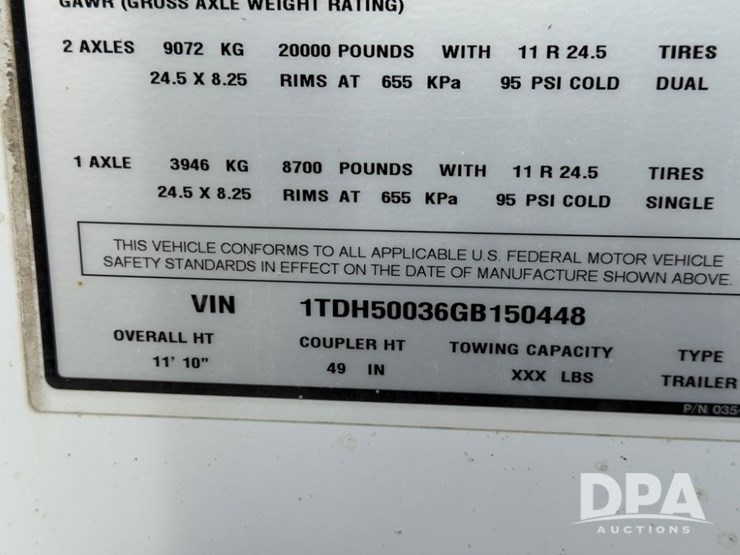 GAWR (GROSS AXLE WEIGHT RATING)
2 AXLES 9072 KG 20000 POUNDS WITH 11 R 24.5 TIRES
24.5 X 8.25 RIMS AT 655 KPa 95 PSI COLD DUAL
1 AXLE 3946 KG 8700 POUNDS WITH 11 R 24.5 TIRES
24.5 X 8.25 RIMS AT 655 KPa 95 PSI COLD SINGLE
THIS VEHICLE CONFORMS TO ALL APPLICABLE U.S. FEDERAL MOTOR VEHICLE
SAFETY STANDARDS IN EFFECT ON THE DATE OF MANUFACTURE SHOWN ABOVE.
VIN 1TDH50036GB150448
OVERALL HT COUPLER HT TOWING CAPACITY TYPE
11' 10" 49 IN XXX LBS TRAILER
P/N 035
DPA
AUCTIONS